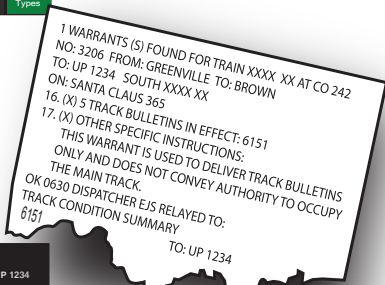 Types
1 WARRANTS (S) FOUND FOR TRAIN XXXX XX AT CO 242
NO: 3206 FROM: GREENVILLE TO: BROWN
TO: UP 1234 SOUTH XXXX XX
ON: SANTA CLAUS 365
16. (X) 5 TRACK BULLETINS IN EFFECT: 6151
17. (X) OTHER SPECIFIC INSTRUCTIONS:
THIS WARRANT IS USED TO DELIVER TRACK BULLETINS
ONLY AND DOES NOT CONVEY AUTHORITY TO OCCUPY
THE MAIN TRACK.
OK 0630 DISPATCHER EJS RELAYED TO:
TRACK CONDITION SUMMARY
6151
TO: UP 1234
P 1234